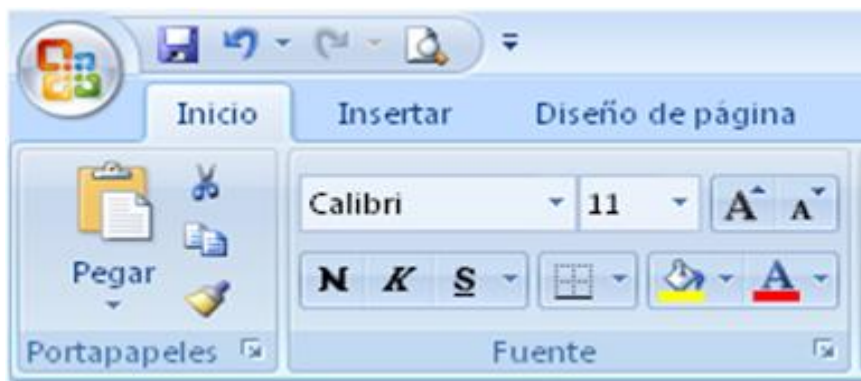 Inicio Insertar Diseño de página
Calibri 11 A A
Pegar N K S A
Portapapeles Fuente